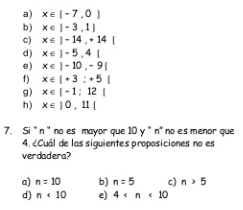 a) x ∈ [ - 7 , 0 ]
b) x ∈ ] - 3 , 1 ]
c) x ∈ ] - 14 , + 14 [
d) x ∈ ] - 5 , 4 [
e) x ∈ ] - 10 , - 9 [
f) x ∈ [ + 3 ; + 5 [
g) x ∈ [ - 1 ; 12 [
h) x ∈ ] 0 , 11 [
7. Si " n " no es mayor que 10 y " n" no es menor que
4. ¿Cuál de las siguientes proposiciones no es
verdadera?
a) n = 10 b) n = 5 c) n > 5
d) n < 10 e) 4 < n < 10